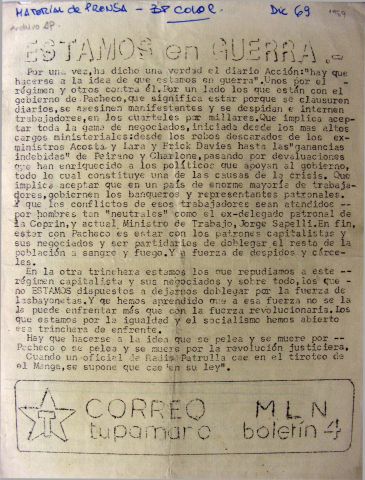 MATERIAL de PRENSA - ZP COLOR. DIC 69 1969
Archivo AP.
ESTAMOS en GUERRA.-
Por una vez,ha dicho una verdad el diario Acción:"hay que
hacerse a la idea de que estamos en guerra".Unos por el
régimen y otros contra él.Por un lado los que están con el
gobierno de Pacheco,que significa estar porque se clausuren
diarios,se asesinen manifestantes y se despidan e internen
trabajadores,en los cuarteles por millares.Que implica acep-
tar toda la gama de negociados,iniciada desde los mas altos
cargos ministeriales:desde los robos descarados de los ex-
ministros Acosta y Lara y Frick Davies hasta las"ganancias
indebidas" de Peirano y Charlone,pasando por devaluaciones
que han enriquecido a los políticos que apoyan al gobierno,
todo lo cual constituye una de las causas de la crisis. Que
implica aceptar que en un país de enorme mayoría de trabaja-
dores,gobiernen los banqueros y representantes patronales.
Y que los conflictos de esos trabajadores sean atendidos --
por hombres tan "neutrales" como el ex-delegado patronal de
la Coprin,y actual Ministro de Trabajo,Jorge Sapelli.En fin,
estar con Pacheco es estar con los patrones capitalistas y
sus negociados y ser partidarios de doblegar el resto de la
población a sangre y fuego.Y a fuerza de despidos y cárce-
les.
En la otra trinchera estamos los que repudiamos a este --
régimen capitalista y sus negociados y sobre todo,los que -
no ESTAMOS dispuestos a dejarnos doblegar por la fuerza de
lasbayonetas.Y qe hemos aprendido que a esa fuerza no se la
la puede enfrentar más que con la fuerza revolucionaria.los
que estamos por la igualdad y el socialismo hemos abierto
esa trinchera de enfrente.
Hay que hacerse a la idea que se pelea y se muere por --
Pacheco o se pelea y se muere por la revolución justiciera.
Cuando un oficial de Radio Patrulla cae en el tiroteo de
el Manga,se supone que cae"en su ley".
T CORREO MLN
tupamaro boletín 4